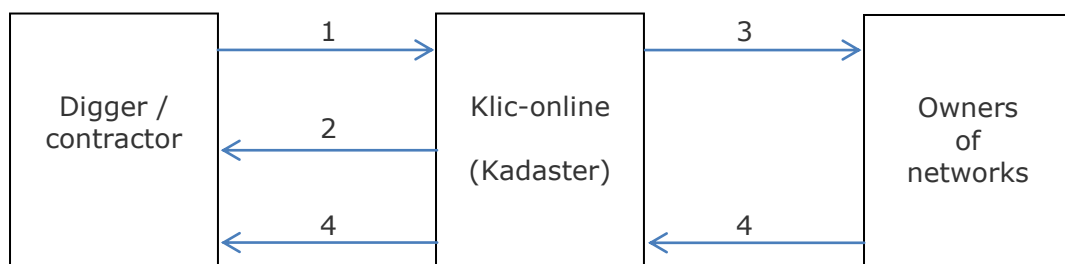 1
3
Digger /
contractor
Klic-online
(Kadaster)
Owners
of
networks
2
4
4